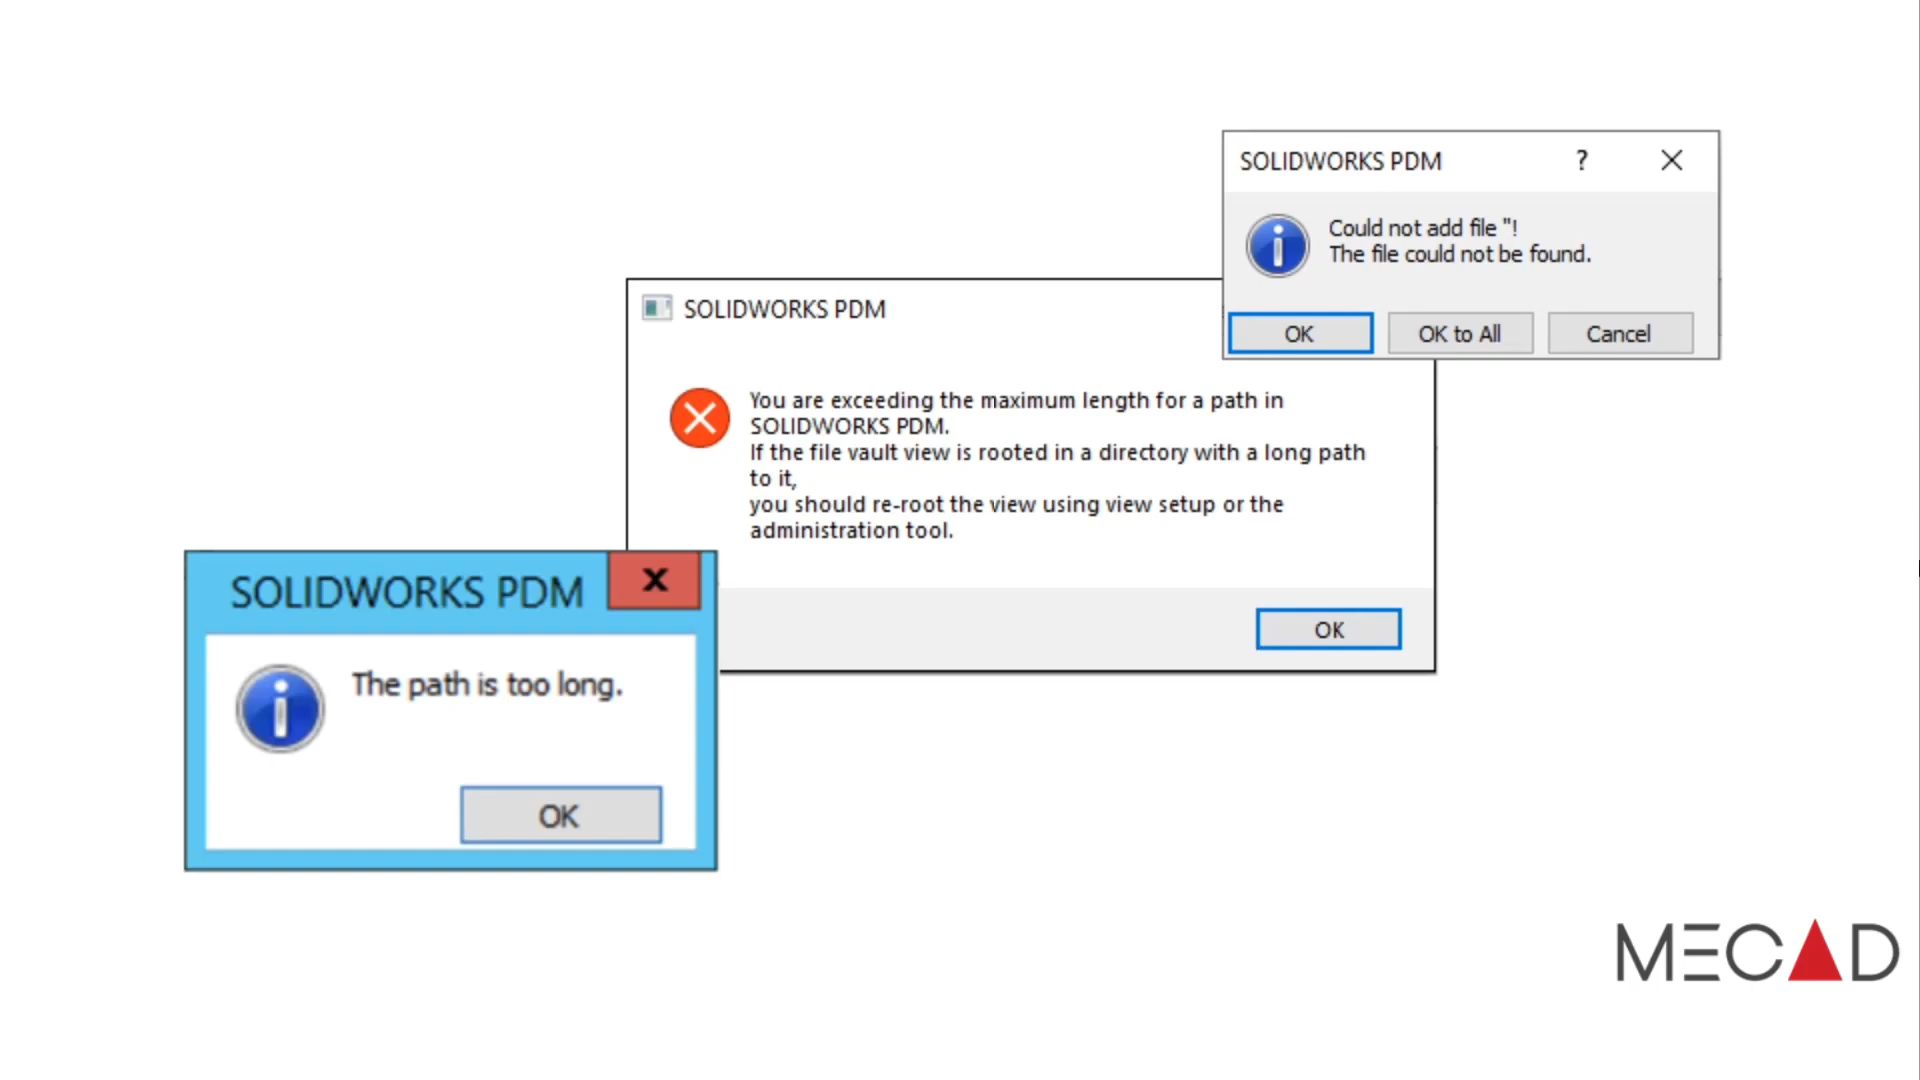 SOLIDWORKS PDM ?
Could not add file "!
The file could not be found.
OK OK to All Cancel
SOLIDWORKS PDM
You are exceeding the maximum length for a path in
SOLIDWORKS PDM.
If the file vault view is rooted in a directory with a long path
to it,
you should re-root the view using view setup or the
administration tool.
OK
SOLIDWORKS PDM x
The path is too long.
OK
MECAD